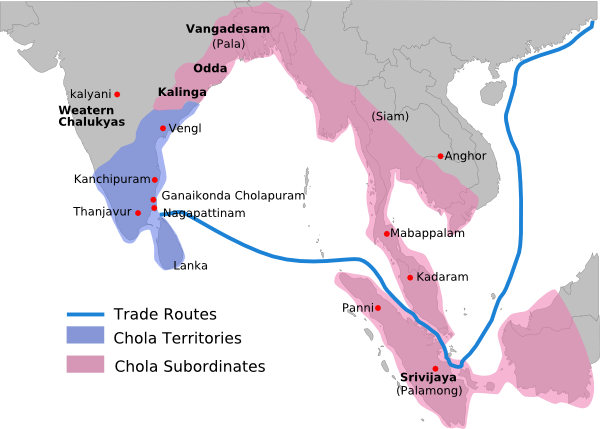 Vangadesam
(Pala)
Odda
Kalinga
kalyani
Weatern
Chalukyas
Vengl
(Siam)
Anghor
Kanchipuram
Ganaikonda Cholapuram
Thanjavur
Nagapattinam
Mabappalam
Lanka
Kadaram
Panni
Trade Routes
Chola Territories
Chola Subordinates
Srivijaya
(Palamong)